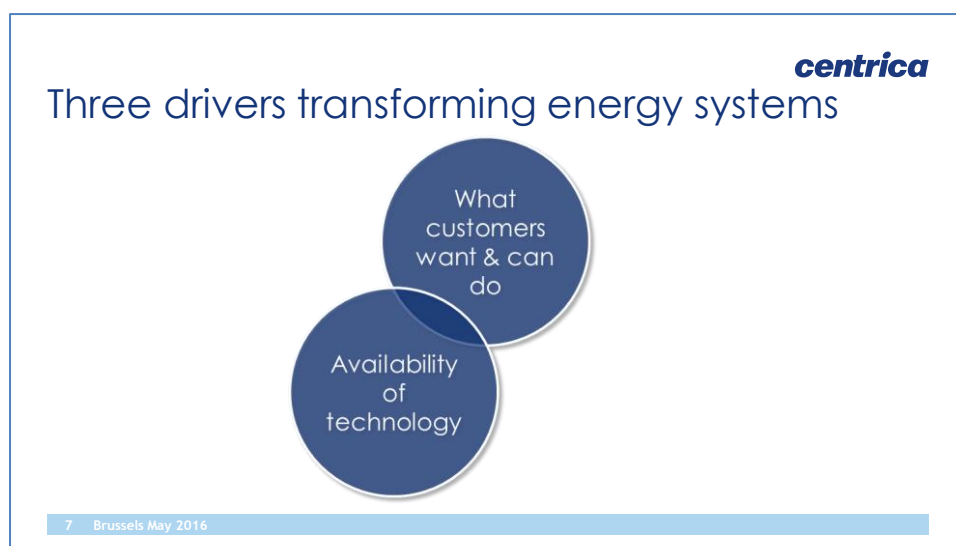 centrica
Three drivers transforming energy systems
What
customers
want & can
do
Availability
of
technology
7 Brussels May 2016